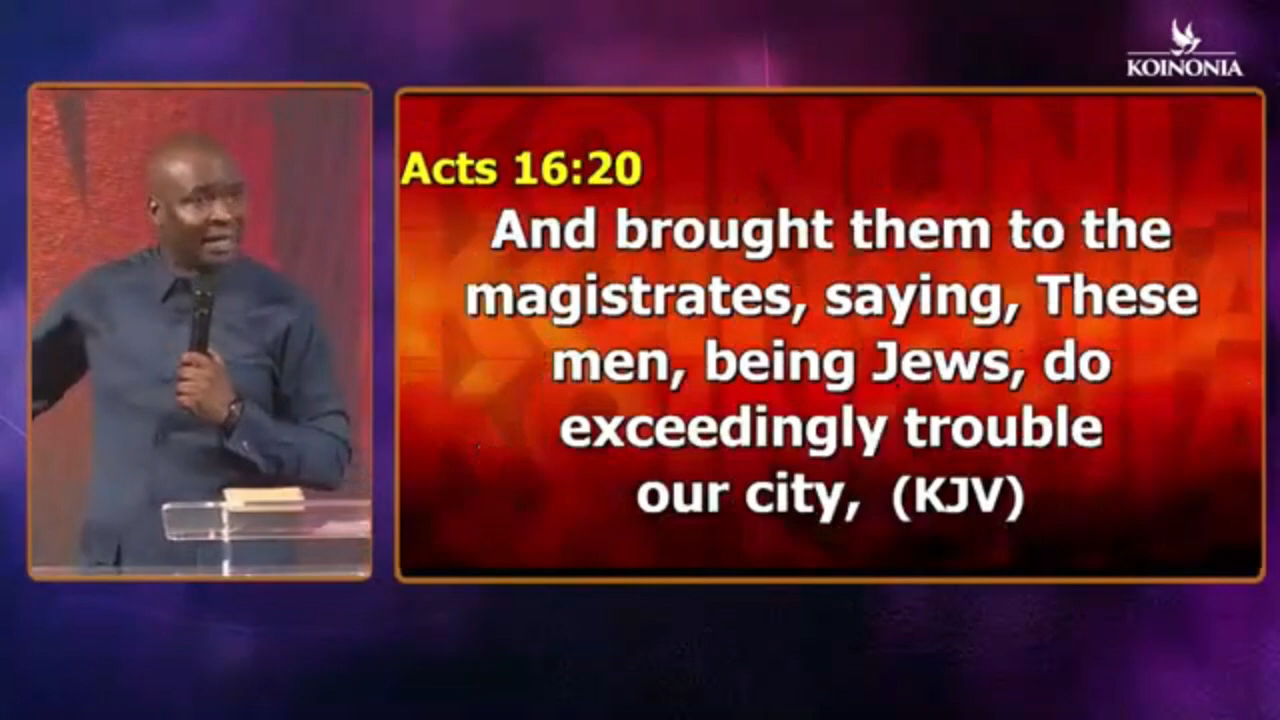 KOINONIA
Acts 16:20
And brought them to the
magistrates, saying, These
men, being Jews, do
exceedingly trouble
our city, (KJV)